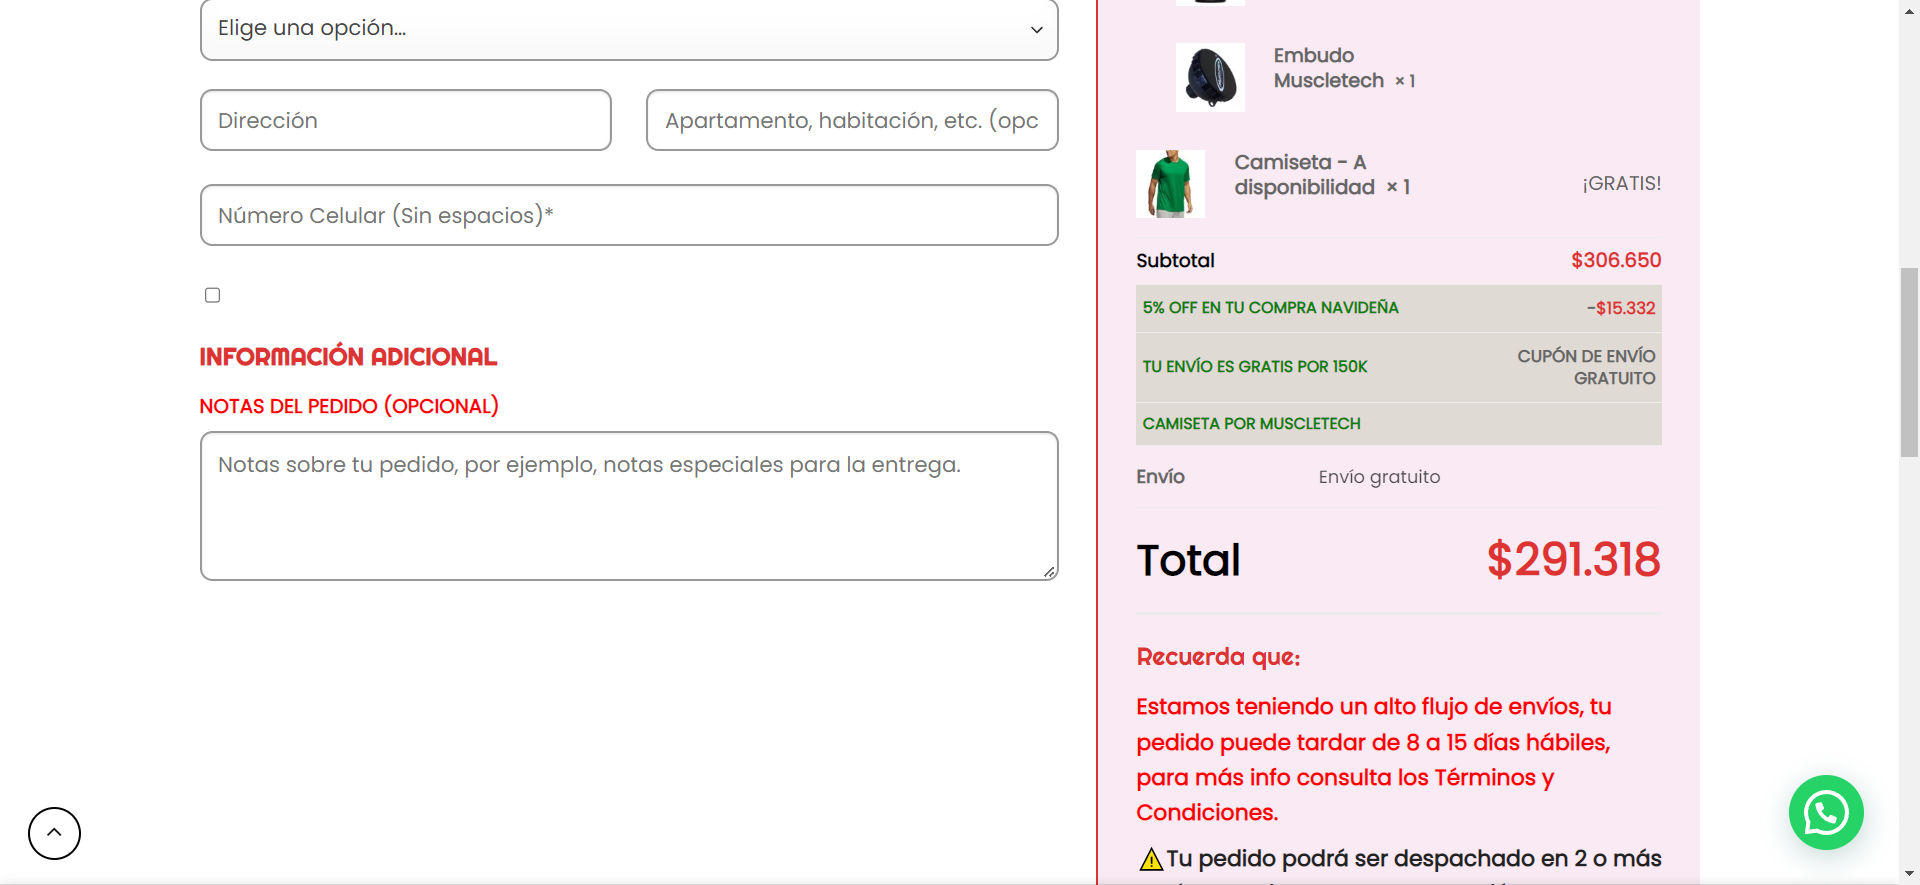 Elige una opción...
Dirección
Apartamento, habitación, etc. (opc
Número Celular (Sin espacios)*
INFORMACIÓN ADICIONAL
NOTAS DEL PEDIDO (OPCIONAL)
Notas sobre tu pedido, por ejemplo, notas especiales para la entrega.
Embudo
Muscletech × 1
Camiseta - A
disponibilidad × 1
¡GRATIS!
Subtotal $306.650
5% OFF EN TU COMPRA NAVIDEÑA -$15.332
TU ENVÍO ES GRATIS POR 150K
CUPÓN DE ENVÍO
GRATUITO
CAMISETA POR MUSCLETECH
Envío Envío gratuito
Total $291.318
Recuerda que:
Estamos teniendo un alto flujo de envíos, tu
pedido puede tardar de 8 a 15 días hábiles,
para más info consulta los Términos y
Condiciones.
⚠️Tu pedido podrá ser despachado en 2 o más